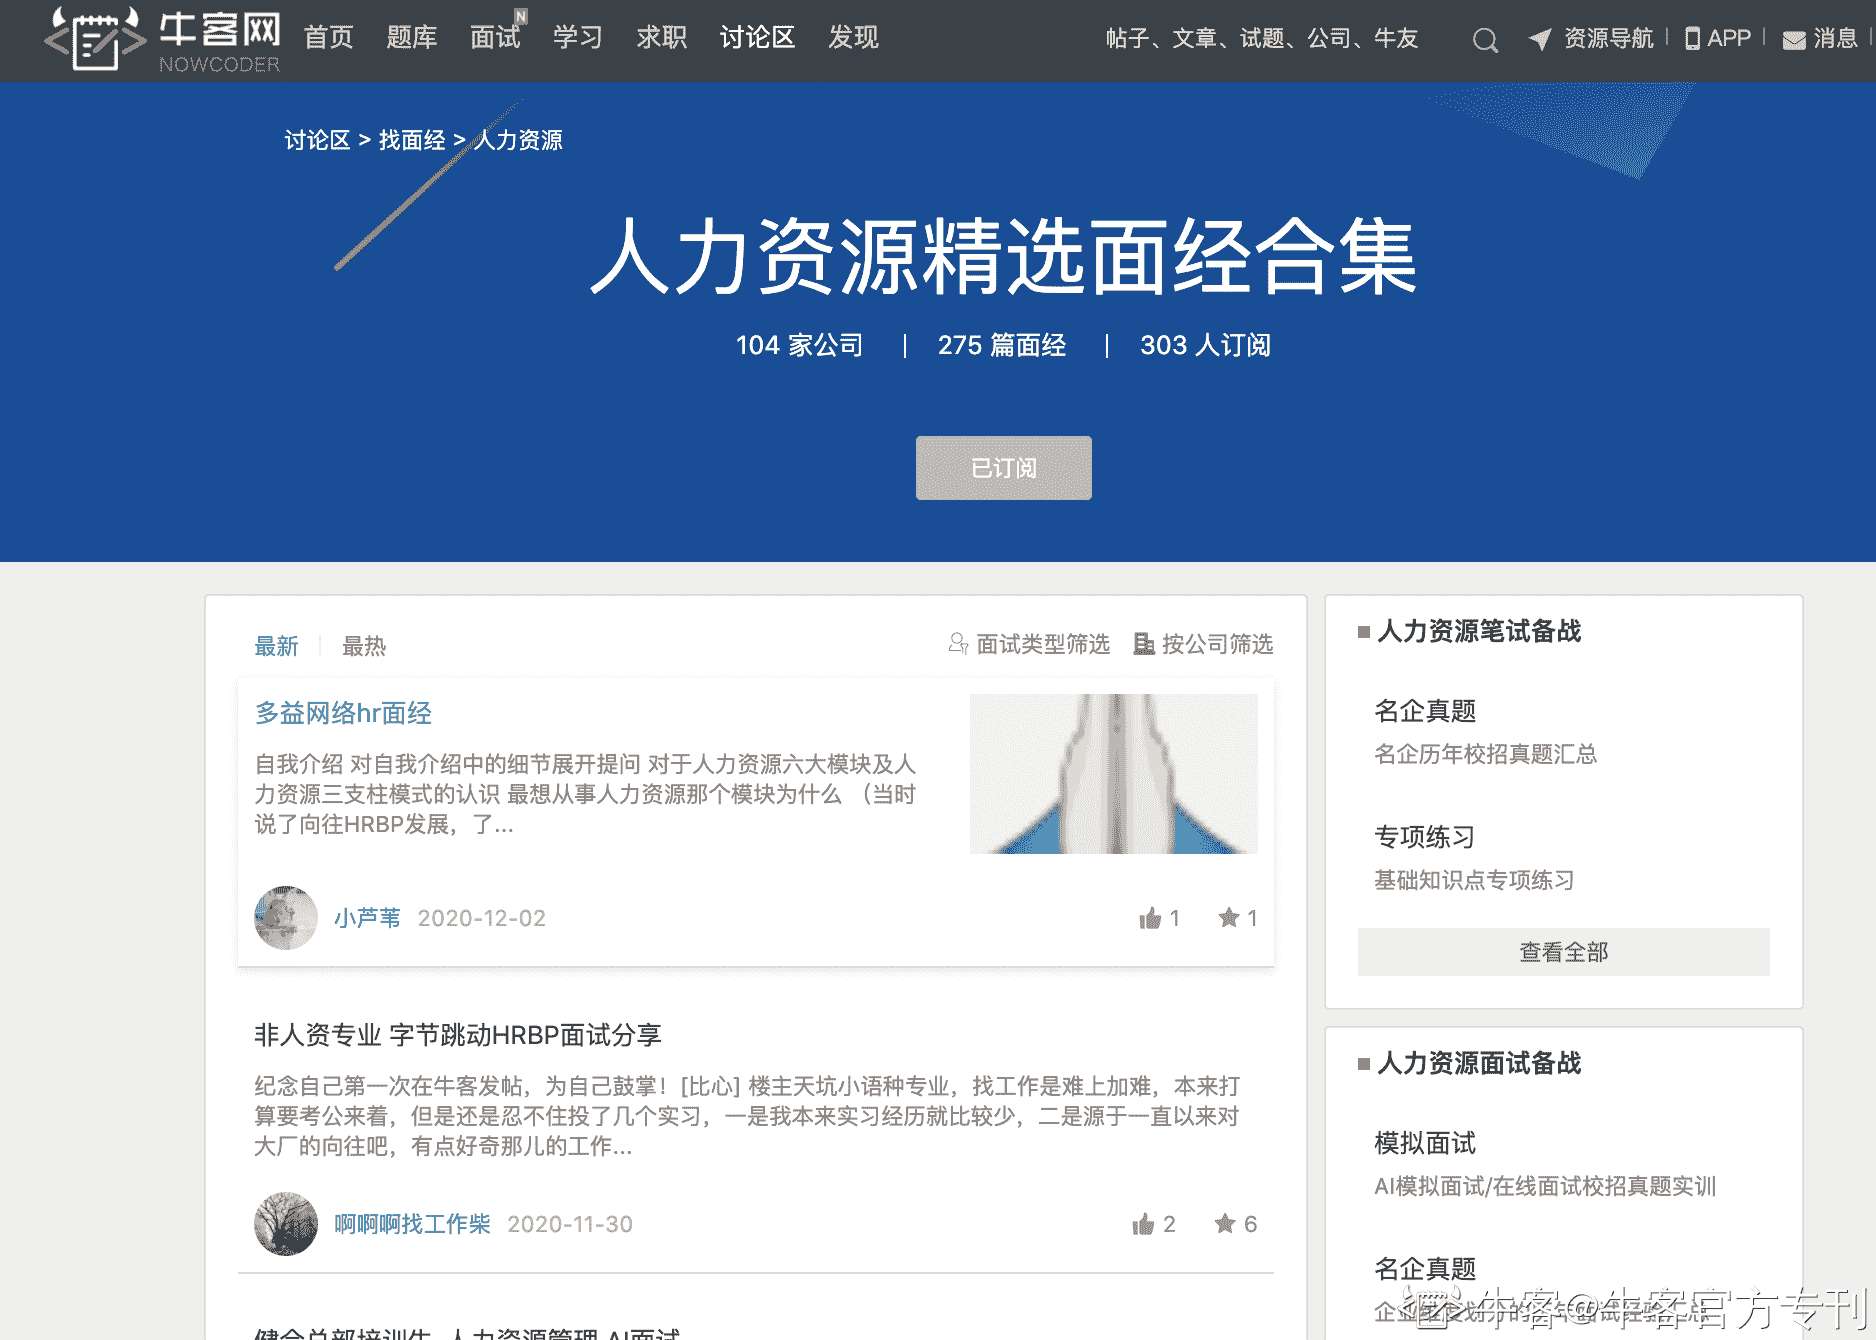 牛客网
NOWCODER
首页 题库 面试 N 学习 求职 讨论区 发现
帖子、文章、试题、公司、牛友
资源导航 | APP | 消息 |
讨论区 > 找面经 > 人力资源
人力资源精选面经合集
104 家公司 | 275 篇面经 | 303 人订阅
已订阅
最新 | 最热
面试类型筛选 按公司筛选
多益网络hr面经
自我介绍 对自我介绍中的细节展开提问 对于人力资源六大模块及人
力资源三支柱模式的认识 最想从事人力资源那个模块为什么 （当时
说了向往HRBP发展，了...
小芦苇 2020-12-02
1 1
非人资专业 字节跳动HRBP面试分享
纪念自己第一次在牛客发帖，为自己鼓掌！[比心] 楼主天坑小语种专业，找工作是难上加难，本来打
算要考公来着，但是还是忍不住投了几个实习，一是我本来实习经历就比较少，二是源于一直以来对
大厂的向往吧，有点好奇那儿的工作...
啊啊啊找工作柴 2020-11-30
2 6
人力资源管理 AI面试
人力资源笔试备战
名企真题
名企历年校招真题汇总
专项练习
基础知识点专项练习
查看全部
人力资源面试备战
模拟面试
AI模拟面试/在线面试校招真题实训
名企真题
牛客@牛客官方专刊